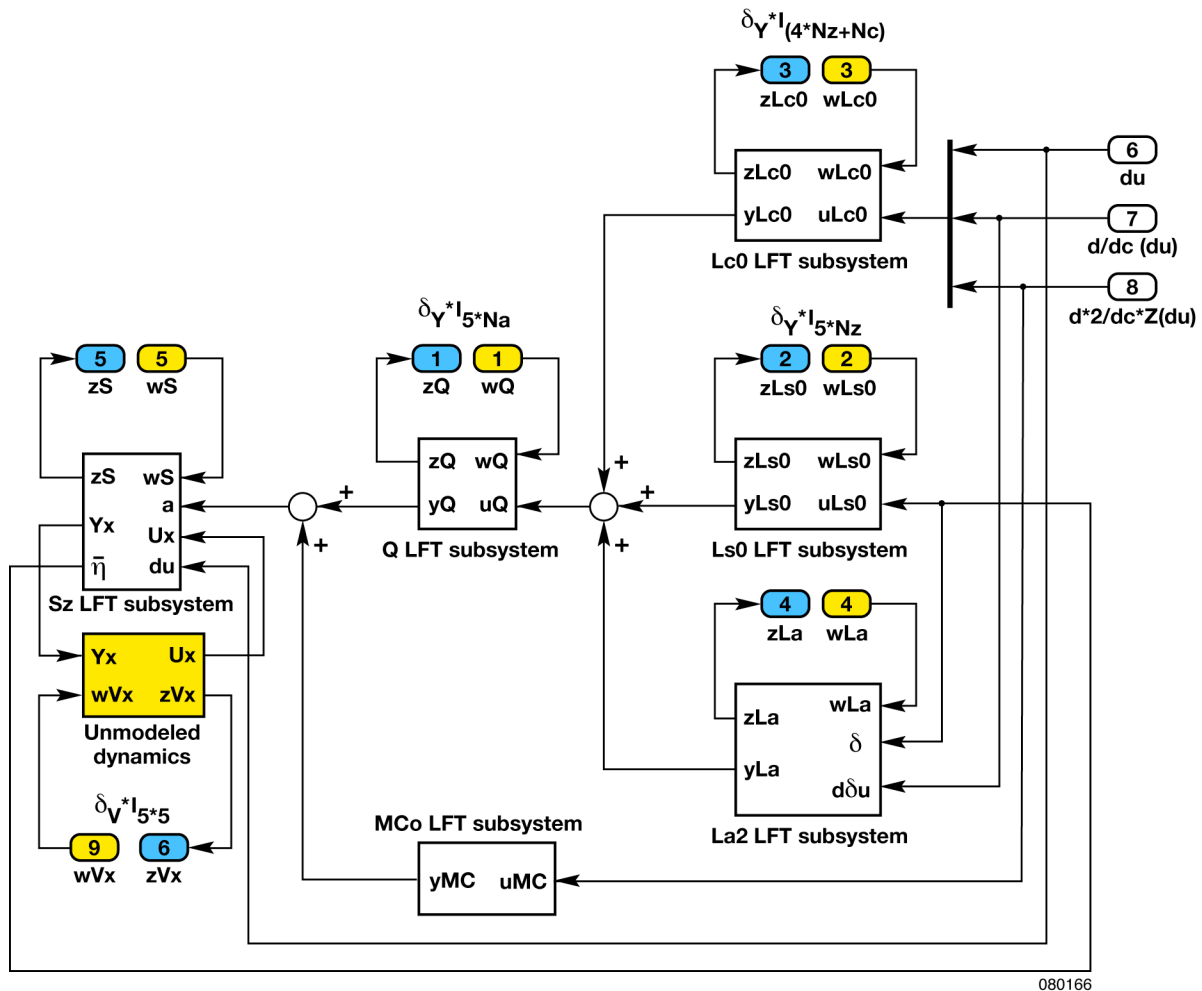 δY*I(4*Nz+Nc)
3 3
zLc0 wLc0
zLc0 wLc0
yLc0 uLc0
Lc0 LFT subsystem
6
du
7
d/dc (du)
8
d*2/dc*Z(du)
δY*I5*Na
δY*I5*Nz
5 5
zS wS
1 1
zQ wQ
2 2
zLs0 wLs0
+
zS wS
a
Yx
Ux
η̄ du
Sz LFT subsystem
+
+
zQ wQ
yQ uQ
Q LFT subsystem
+
+
zLs0 wLs0
yLs0 uLs0
Ls0 LFT subsystem
4 4
zLa wLa
Yx Ux
wVx zVx
Unmodeled
dynamics
zLa wLa
δ
yLa
dδu
La2 LFT subsystem
δV*I5*5
9 6
wVx zVx
MCo LFT subsystem
yMC uMC
080166